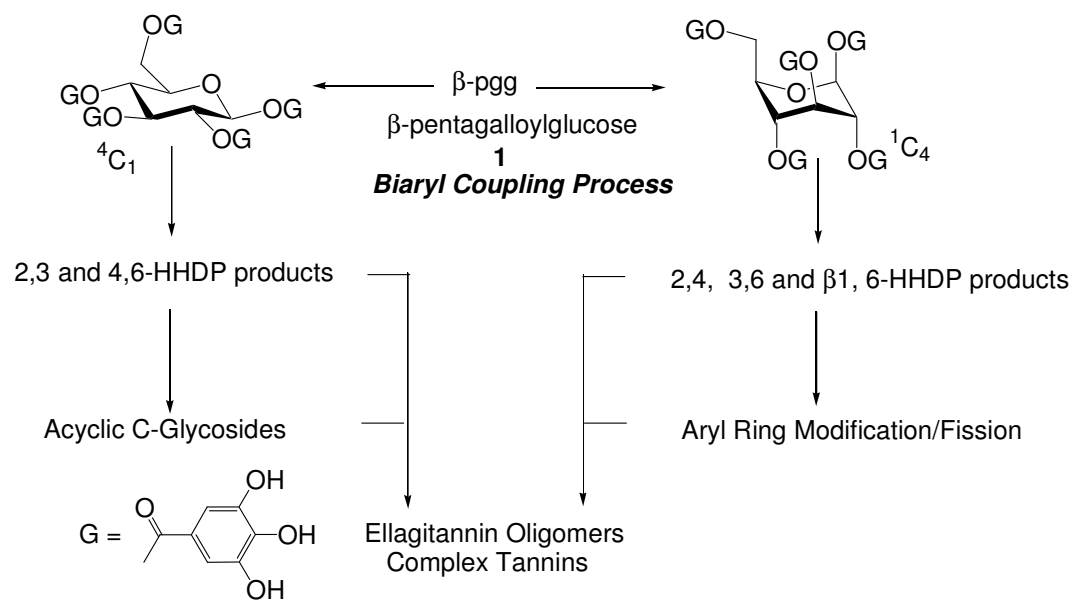 OG
O
GO
GO
OG
OG
⁴C₁
β-pgg
β-pentagalloylglucose
1
Biaryl Coupling Process
GO
OG
GO
O
OG
OG
¹C₄
2,3 and 4,6-HHDP products
2,4, 3,6 and β1, 6-HHDP products
Acyclic C-Glycosides
Aryl Ring Modification/Fission
G =
O
OH
OH
OH
Ellagitannin Oligomers
Complex Tannins